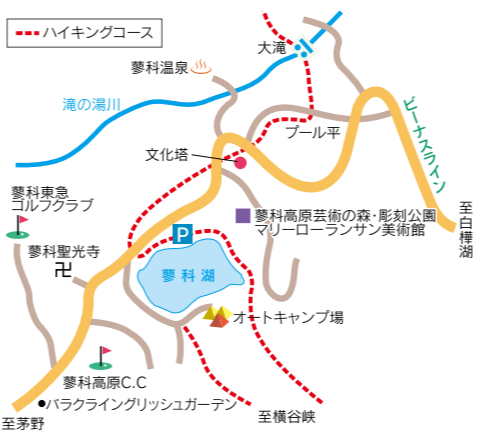 ハイキングコース
大滝
蓼科温泉
滝の湯川
プール平
ビーナスライン
文化塔
蓼科東急
ゴルフクラブ
至白樺湖
P
蓼科高原芸術の森・彫刻公園
マリーローランサン美術館
蓼科聖光寺
卍
蓼科湖
オートキャンプ場
蓼科高原C.C
バラクライングリッシュガーデン
至茅野
至横谷峡